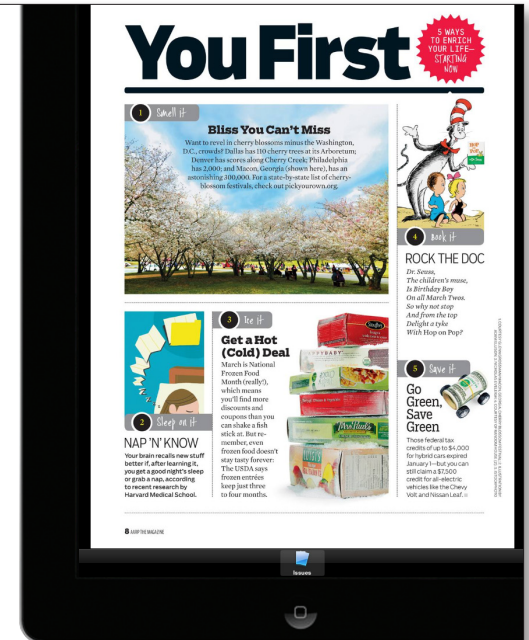 You First
5 WAYS
TO ENRICH
YOUR LIFE—
STARTING
NOW
1 Smell it
Bliss You Can't Miss
Want to revel in cherry blossoms minus the Washington,
D.C., crowds? Dallas has 110 cherry trees at its Arboretum;
Denver has scores along Cherry Creek; Philadelphia
has 2,000; and Macon, Georgia (shown here), has an
astonishing 300,000. For a state-by-state list of cherry-
blossom festivals, check out pickyourown.org.
HOP
POP
4 Book it
ROCK THE DOC
Dr. Seuss,
The children's muse,
Is Birthday Boy
On all March Twos.
So why not stop
And from the top
Delight a tyke
With Hop on Pop?
2 Sleep on it
NAP 'N' KNOW
Your brain recalls new stuff
better if, after learning it,
you get a good night's sleep
or grab a nap, according
to recent research by
Harvard Medical School.
3 Ice it
Get a Hot
(Cold) Deal
March is National
Frozen Food
Month (really!),
which means
you'll find more
discounts and
coupons than you
can shake a fish
stick at. But re-
member, even
frozen food doesn't
stay tasty forever:
The USDA says
frozen entrées
keep just three
to four months.
5 Save it
Go
Green,
Save
Green
Those federal tax
credits of up to $4,000
for hybrid cars expired
January 1—but you can
still claim a $7,500
credit for all-electric
vehicles like the Chevy
Volt and Nissan Leaf.
8 AARP THE MAGAZINE
Issues